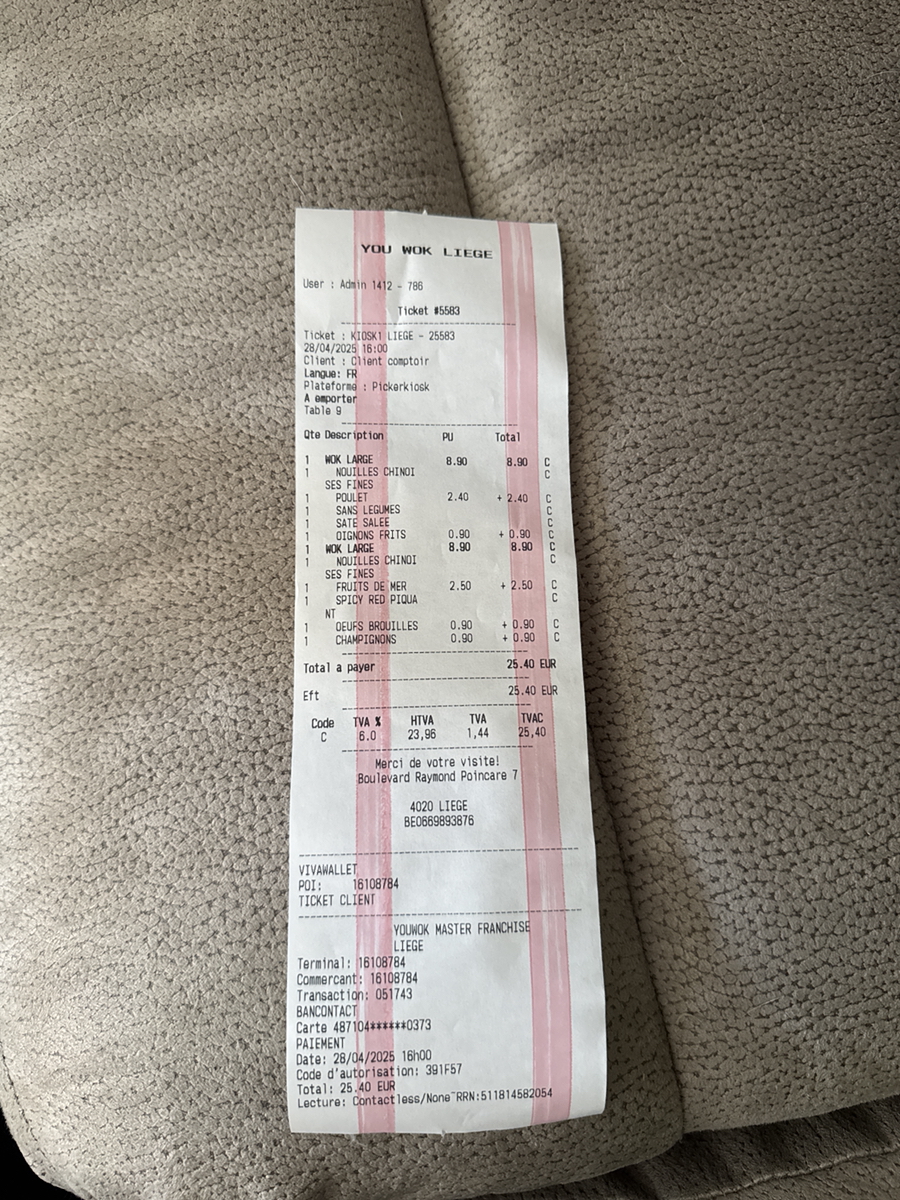 YOU WOK LIEGE
User : Admin 1412 - 786
Ticket #5583
Ticket : KIOSK1 LIEGE - 25583
28/04/2025 16:00
Client : Client comptoir
Langue: FR
Plateforme : Pickerkiosk
A emporter
Table 9
Qte Description PU Total
1 WOK LARGE 8.90 8.90 C
1 NOUILLES CHINOI C
SES FINES
1 POULET 2.40 + 2.40 C
1 SANS LEGUMES C
1 SATE SALEE C
1 OIGNONS FRITS 0.90 + 0.90 C
1 WOK LARGE 8.90 8.90 C
1 NOUILLES CHINOI C
SES FINES
1 FRUITS DE MER 2.50 + 2.50 C
1 SPICY RED PIQUA C
NT
1 OEUFS BROUILLES 0.90 + 0.90 C
1 CHAMPIGNONS 0.90 + 0.90 C
Total a payer 25.40 EUR
Eft 25.40 EUR
Code TVA % HTVA TVA TVAC
C 6.0 23,96 1,44 25,40
Merci de votre visite!
Boulevard Raymond Poincare 7
4020 LIEGE
BE0669893876
VIVAWALLET
POI: 16108784
TICKET CLIENT
YOUWOK MASTER FRANCHISE
LIEGE
Terminal: 16108784
Commercant: 16108784
Transaction: 051743
BANCONTACT
Carte 487104******0373
PAIEMENT
Date: 28/04/2025 16h00
Code d'autorisation: 391F57
Total: 25.40 EUR
Lecture: Contactless/None~RRN:511814582054